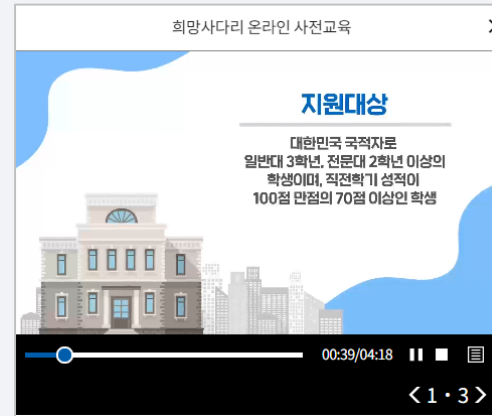 희망사다리 온라인 사전교육
지원대상
대한민국 국적자로
일반대 3학년, 전문대 2학년 이상의
학생이며, 직전학기 성적이
100점 만점의 70점 이상인 학생
00:39/04:18
1 · 3